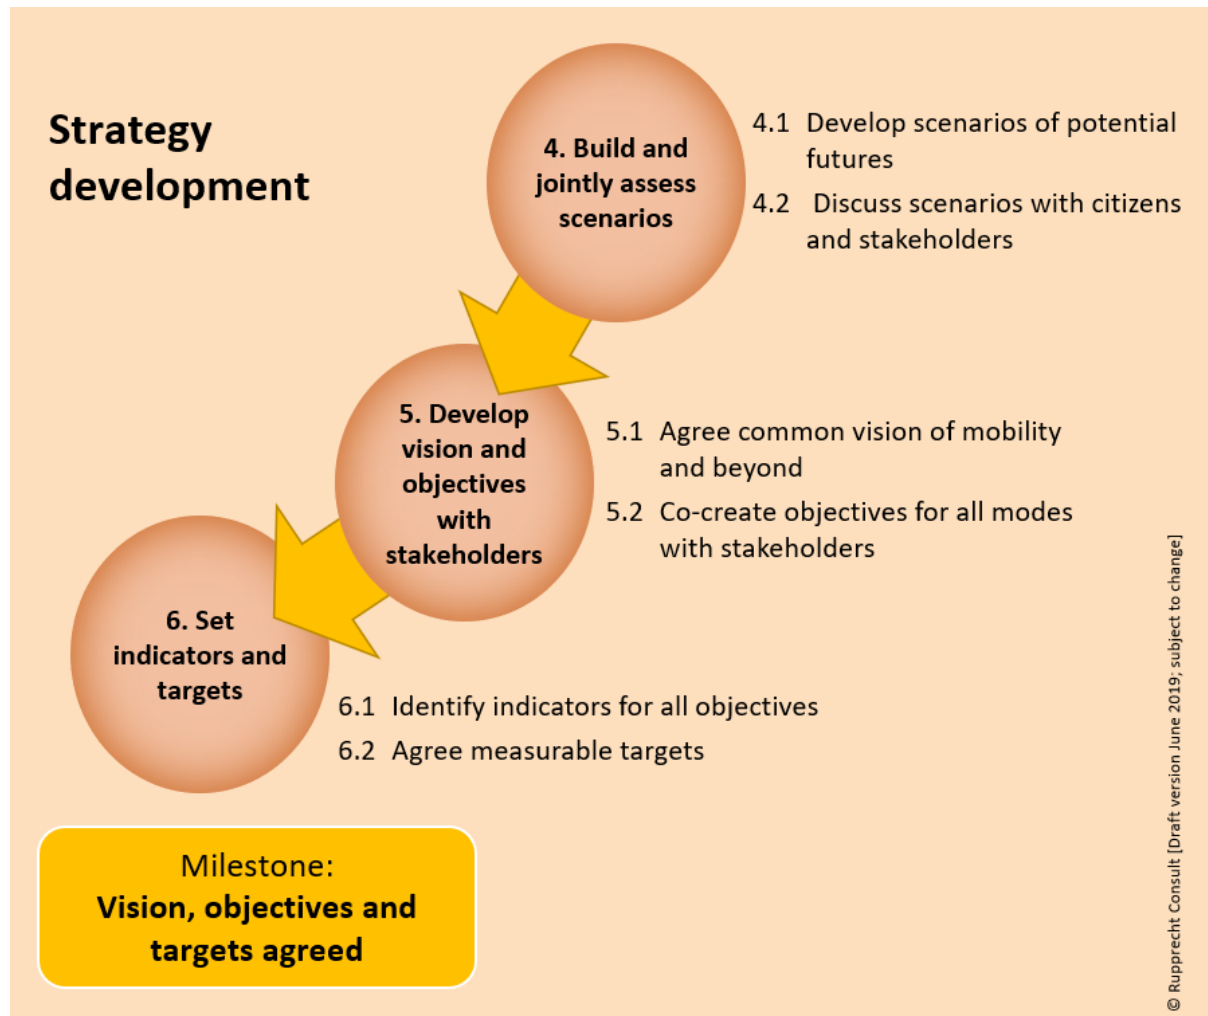 Strategy
development
4. Build and
jointly assess
scenarios
4.1 Develop scenarios of potential
futures
4.2 Discuss scenarios with citizens
and stakeholders
5. Develop
vision and
objectives
with
stakeholders
5.1 Agree common vision of mobility
and beyond
5.2 Co-create objectives for all modes
with stakeholders
6. Set
indicators and
targets
6.1 Identify indicators for all objectives
6.2 Agree measurable targets
Milestone:
Vision, objectives and
targets agreed
© Rupprecht Consult [Draft version June 2019; subject to change]